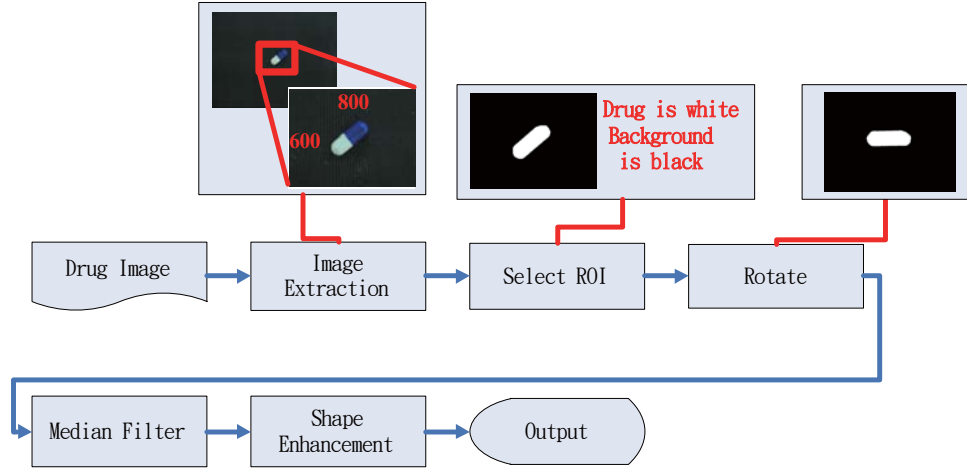 800
600
Drug is white
Background
is black
Drug Image
Image
Extraction
Select ROI
Rotate
Median Filter
Shape
Enhancement
Output